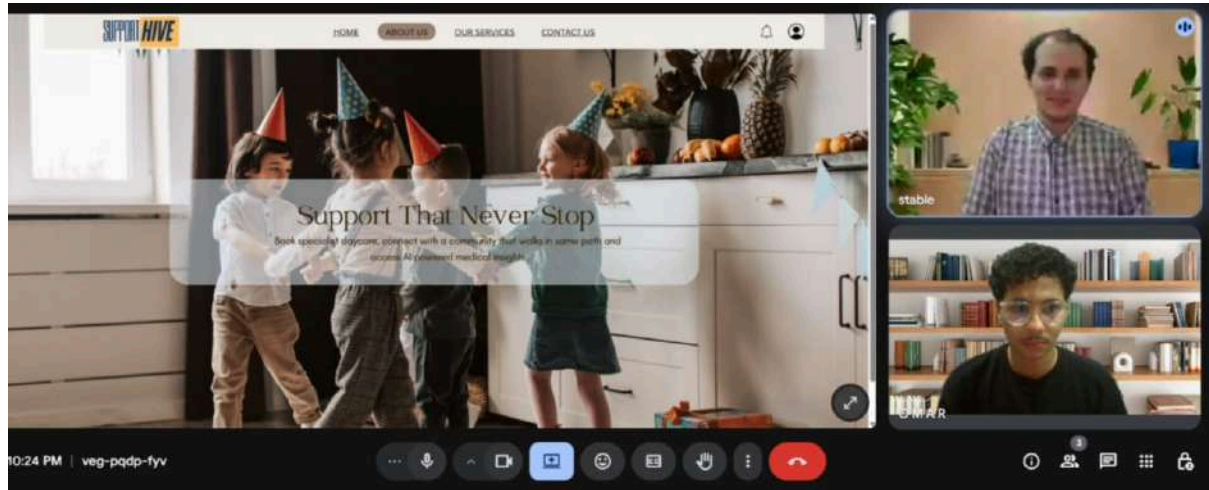 SUPPORT HIVE
HOME ABOUT US OUR SERVICES CONTACT US
Support That Never Stop
Book specialist daycare, connect with a community that walks in same path and
access AI-powered medical insights
stable
OMAR
10:24 PM | veg-pqdp-fyv
3